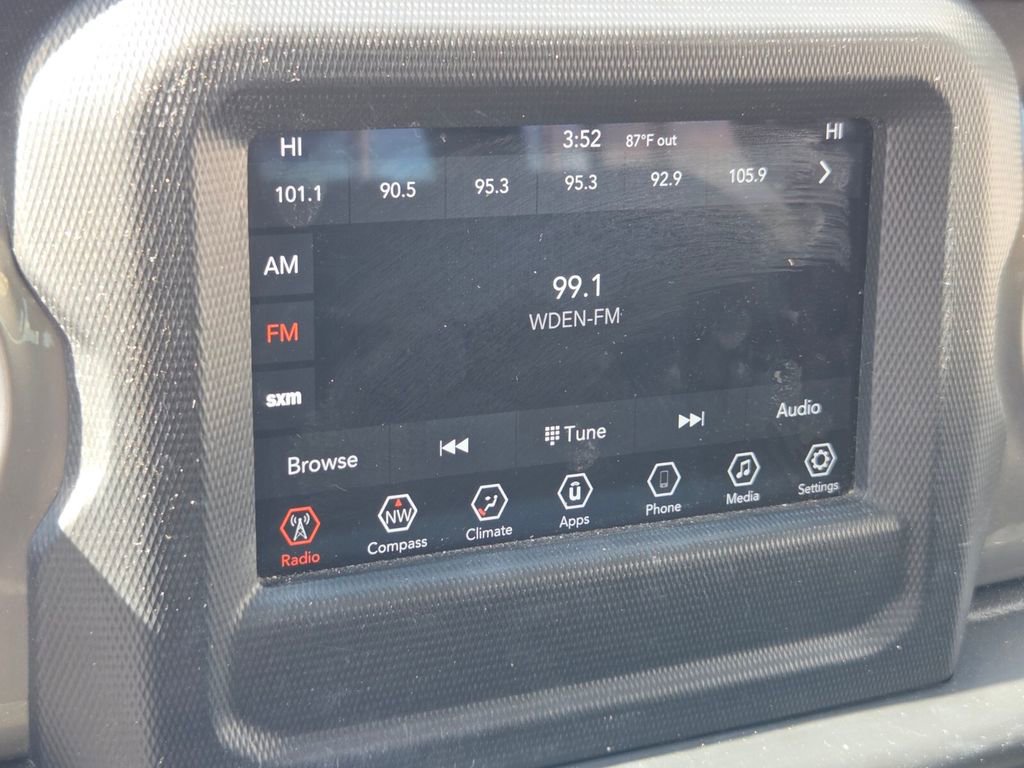 HI 3:52 87°F out HI
101.1 90.5 95.3 95.3 92.9 105.9
AM
99.1
FM
WDEN-FM
sxm
Browse Tune Audio
NW û
Radio Compass Climate Apps Phone Media Settings